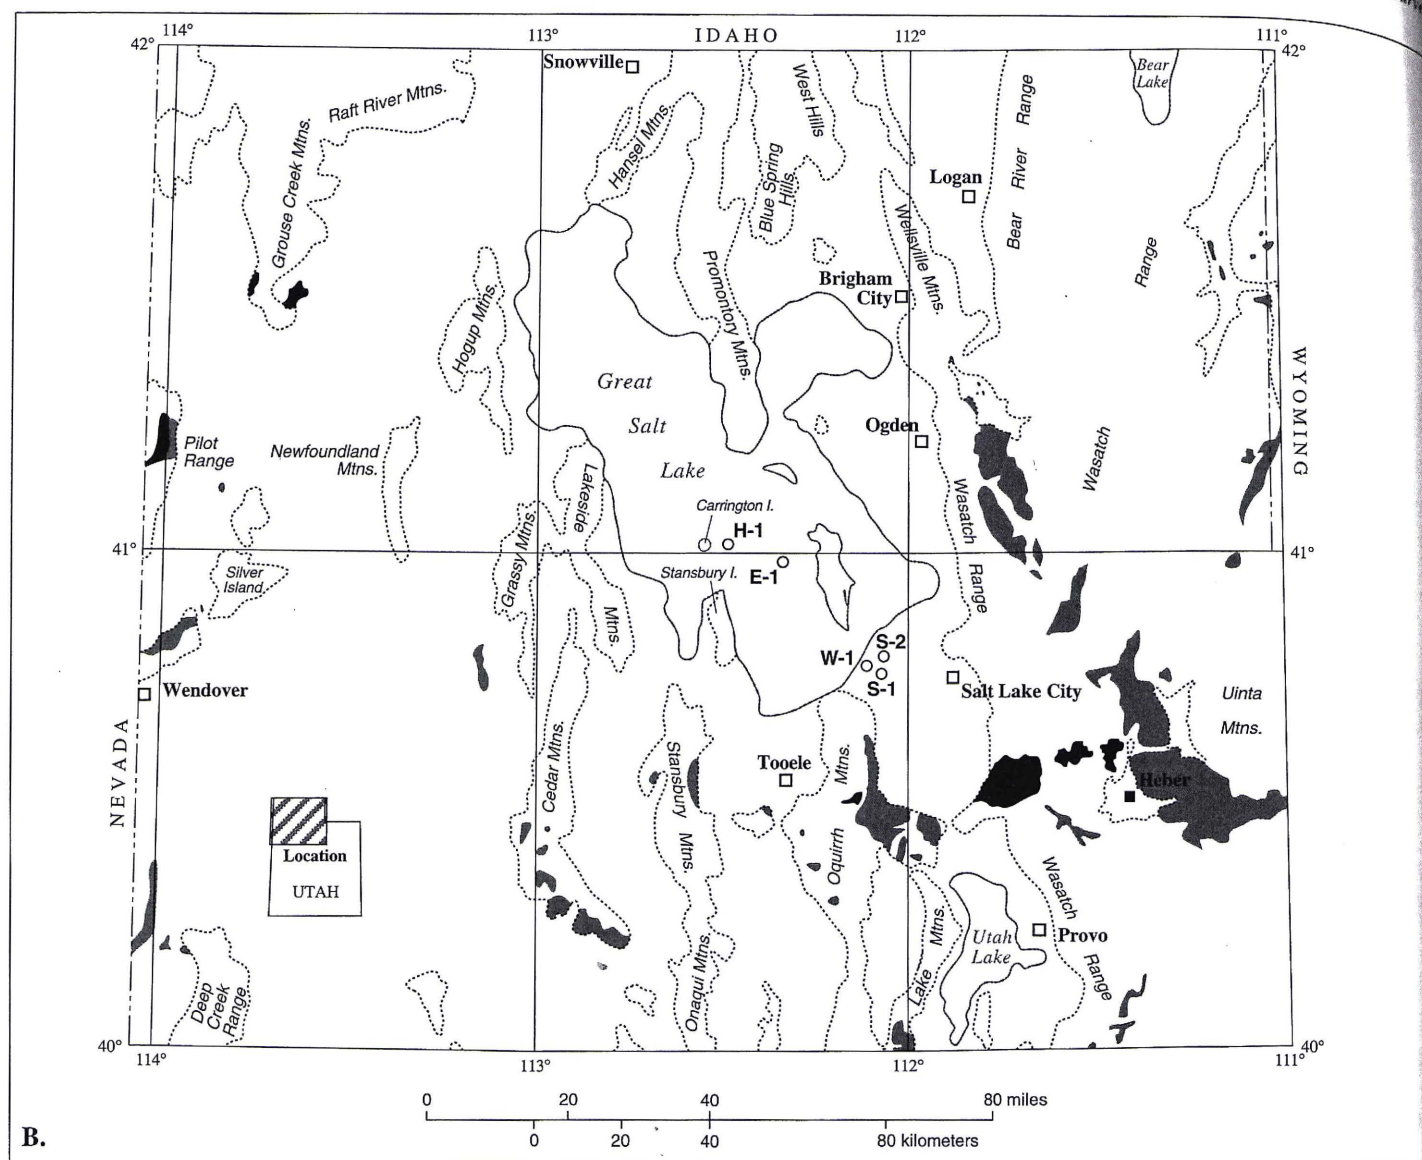 114°
113°
IDAHO
112°
111°
42°
42°
Snowville
Bear
Lake
Raft River Mtns.
Grouse Creek Mtns.
Hansel Mtns.
West Hills
Blue Spring
Hills
Logan
Bear River Range
Wellsville Mtns.
Promontory Mtns.
Brigham
City
Range
Hogup Mtns.
WYOMING
Great
Salt
Lake
Ogden
Wasatch
Pilot
Range
Newfoundland
Mtns.
Lakeside
Mtns
Grassy Mtns.
Carrington I.
H-1
Wasatch Range
41°
41°
Silver
Island
Stansbury I.
E-1
S-2
W-1
S-1
Wendover
Salt Lake City
Uinta
Mtns.
NEVADA
Cedar Mtns.
Stansbury Mtns
Tooele
Oquirrh Mtns.
Heber
Location
UTAH
Wasatch Range
Lake Mtns.
Utah
Lake
Provo
Deep
Creek
Range
Onaqui Mtns.
40°
40°
114°
113°
112°
111°
0 20 40 80 miles
0 20 40 80 kilometers
B.